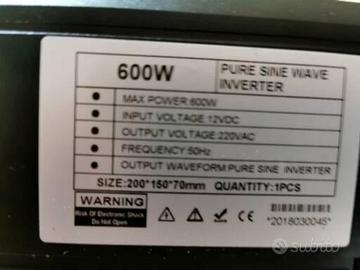 600W
PURE SINE WAVE
INVERTER
MAX POWER:600W
INPUT VOLTAGE:12VDC
OUTPUT VOLTAGE:220VAC
FREQUENCY:50Hz
OUTPUT WAVEFORM:PURE SINE INVERTER
SIZE:200*150*70mm QUANTITY:1PCS
WARNING
Risk Of Electronic Shock
Do Not Open
CE
*2018030045*
subito